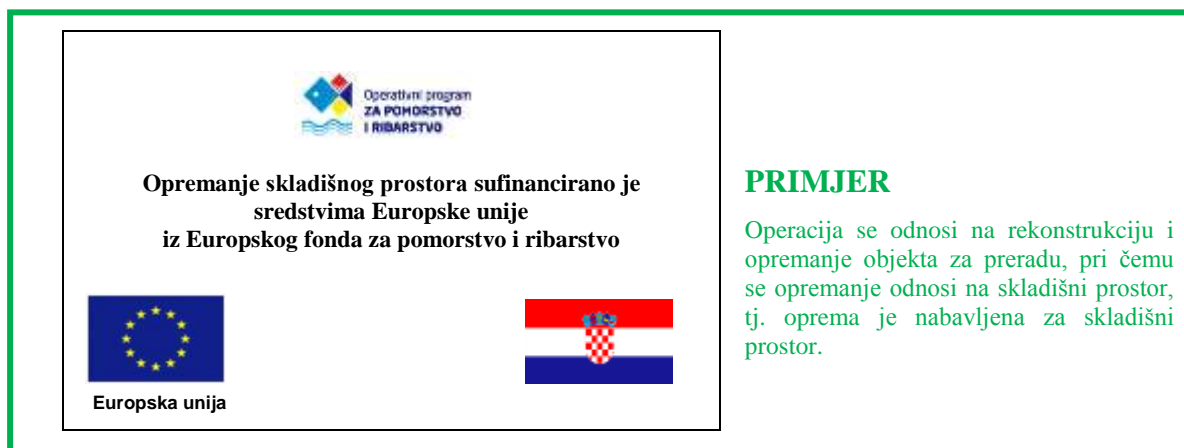 Operativni program
ZA POMORSTVO
I RIBARSTVO
Opremanje skladišnog prostora sufinancirano je
sredstvima Europske unije
iz Europskog fonda za pomorstvo i ribarstvo
Europska unija
PRIMJER
Operacija se odnosi na rekonstrukciju i
opremanje objekta za preradu, pri čemu
se opremanje odnosi na skladišni prostor,
tj. oprema je nabavljena za skladišni
prostor.